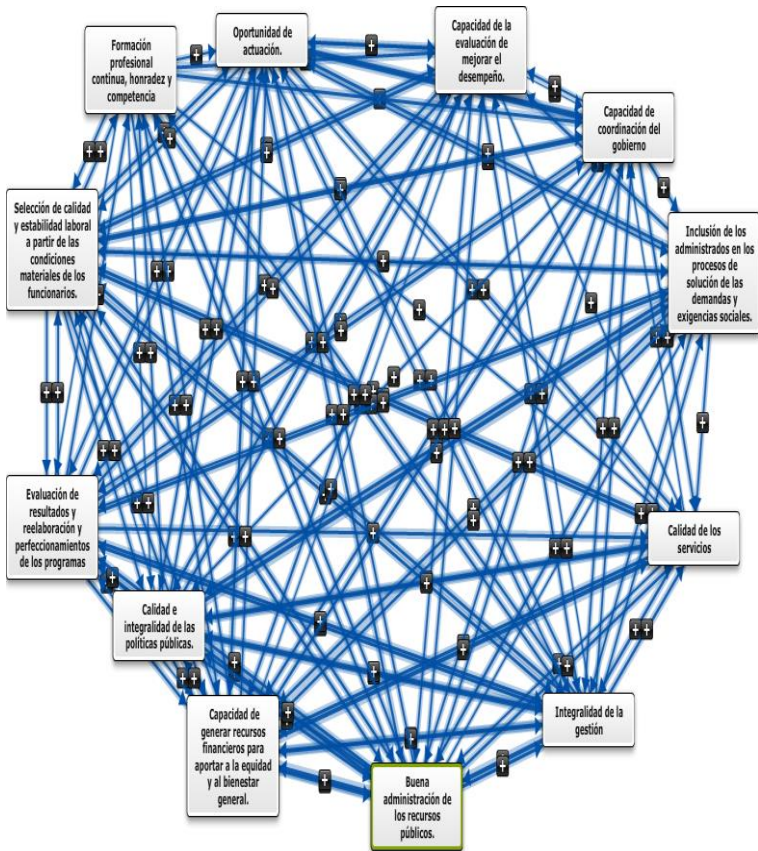 Formación
profesional
continua, honradez y
competencia
Oportunidad de
actuación.
Capacidad de la
evaluación de
mejorar el
desempeño.
Capacidad de
coordinación del
gobierno
Selección de calidad
y estabilidad laboral
a partir de las
condiciones
materiales de los
funcionarios.
Inclusión de los
administrados en los
procesos de
solución de las
demandas y
exigencias sociales.
Evaluación de
resultados y
reelaboración y
perfeccionamientos
de los programas
Calidad de los
servicios
Calidad e
integralidad de las
políticas públicas.
Capacidad de
generar recursos
financieros para
aportar a la equidad
y al bienestar
general.
Integralidad de la
gestión
Buena
administración de
los recursos
públicos.